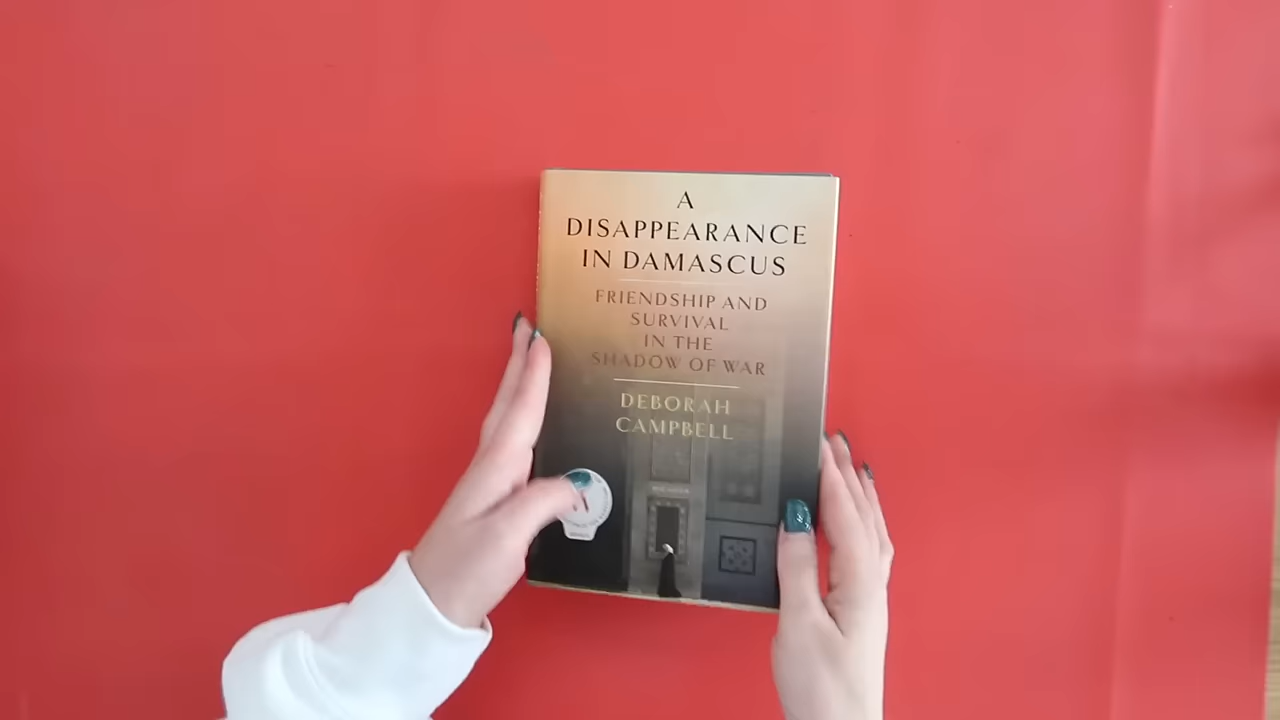 A
DISAPPEARANCE
IN DAMASCUS
FRIENDSHIP AND
SURVIVAL
IN THE
SHADOW OF WAR
DEBORAH
CAMPBELL